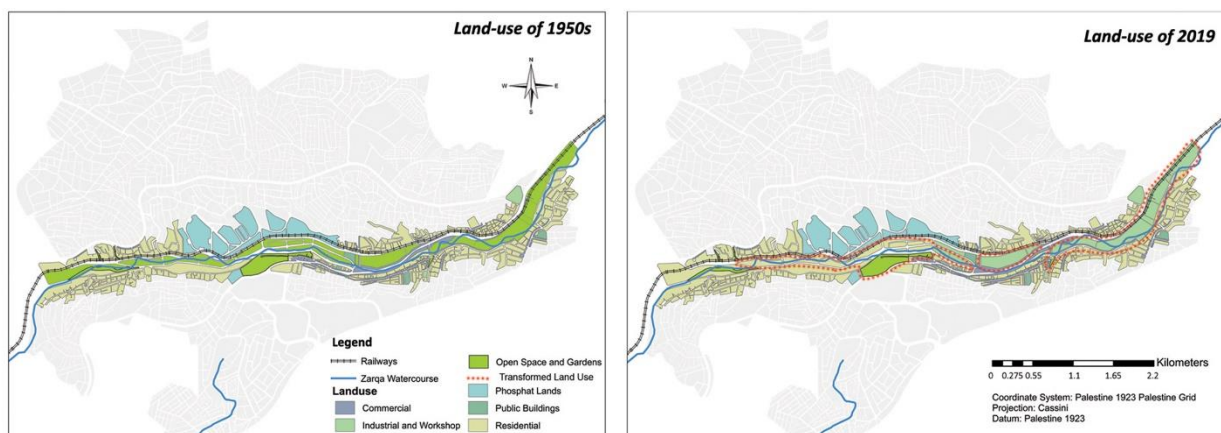 Land-use of 1950s
N
W
E
S
Legend
Railways
Zarqa Watercourse
Landuse
Commercial
Industrial and Workshop
Open Space and Gardens
Transformed Land Use
Phosphat Lands
Public Buildings
Residential
Land-use of 2019
Kilometers
0 0.275 0.55 1.1 1.65 2.2
Coordinate System: Palestine 1923 Palestine Grid
Projection: Cassini
Datum: Palestine 1923